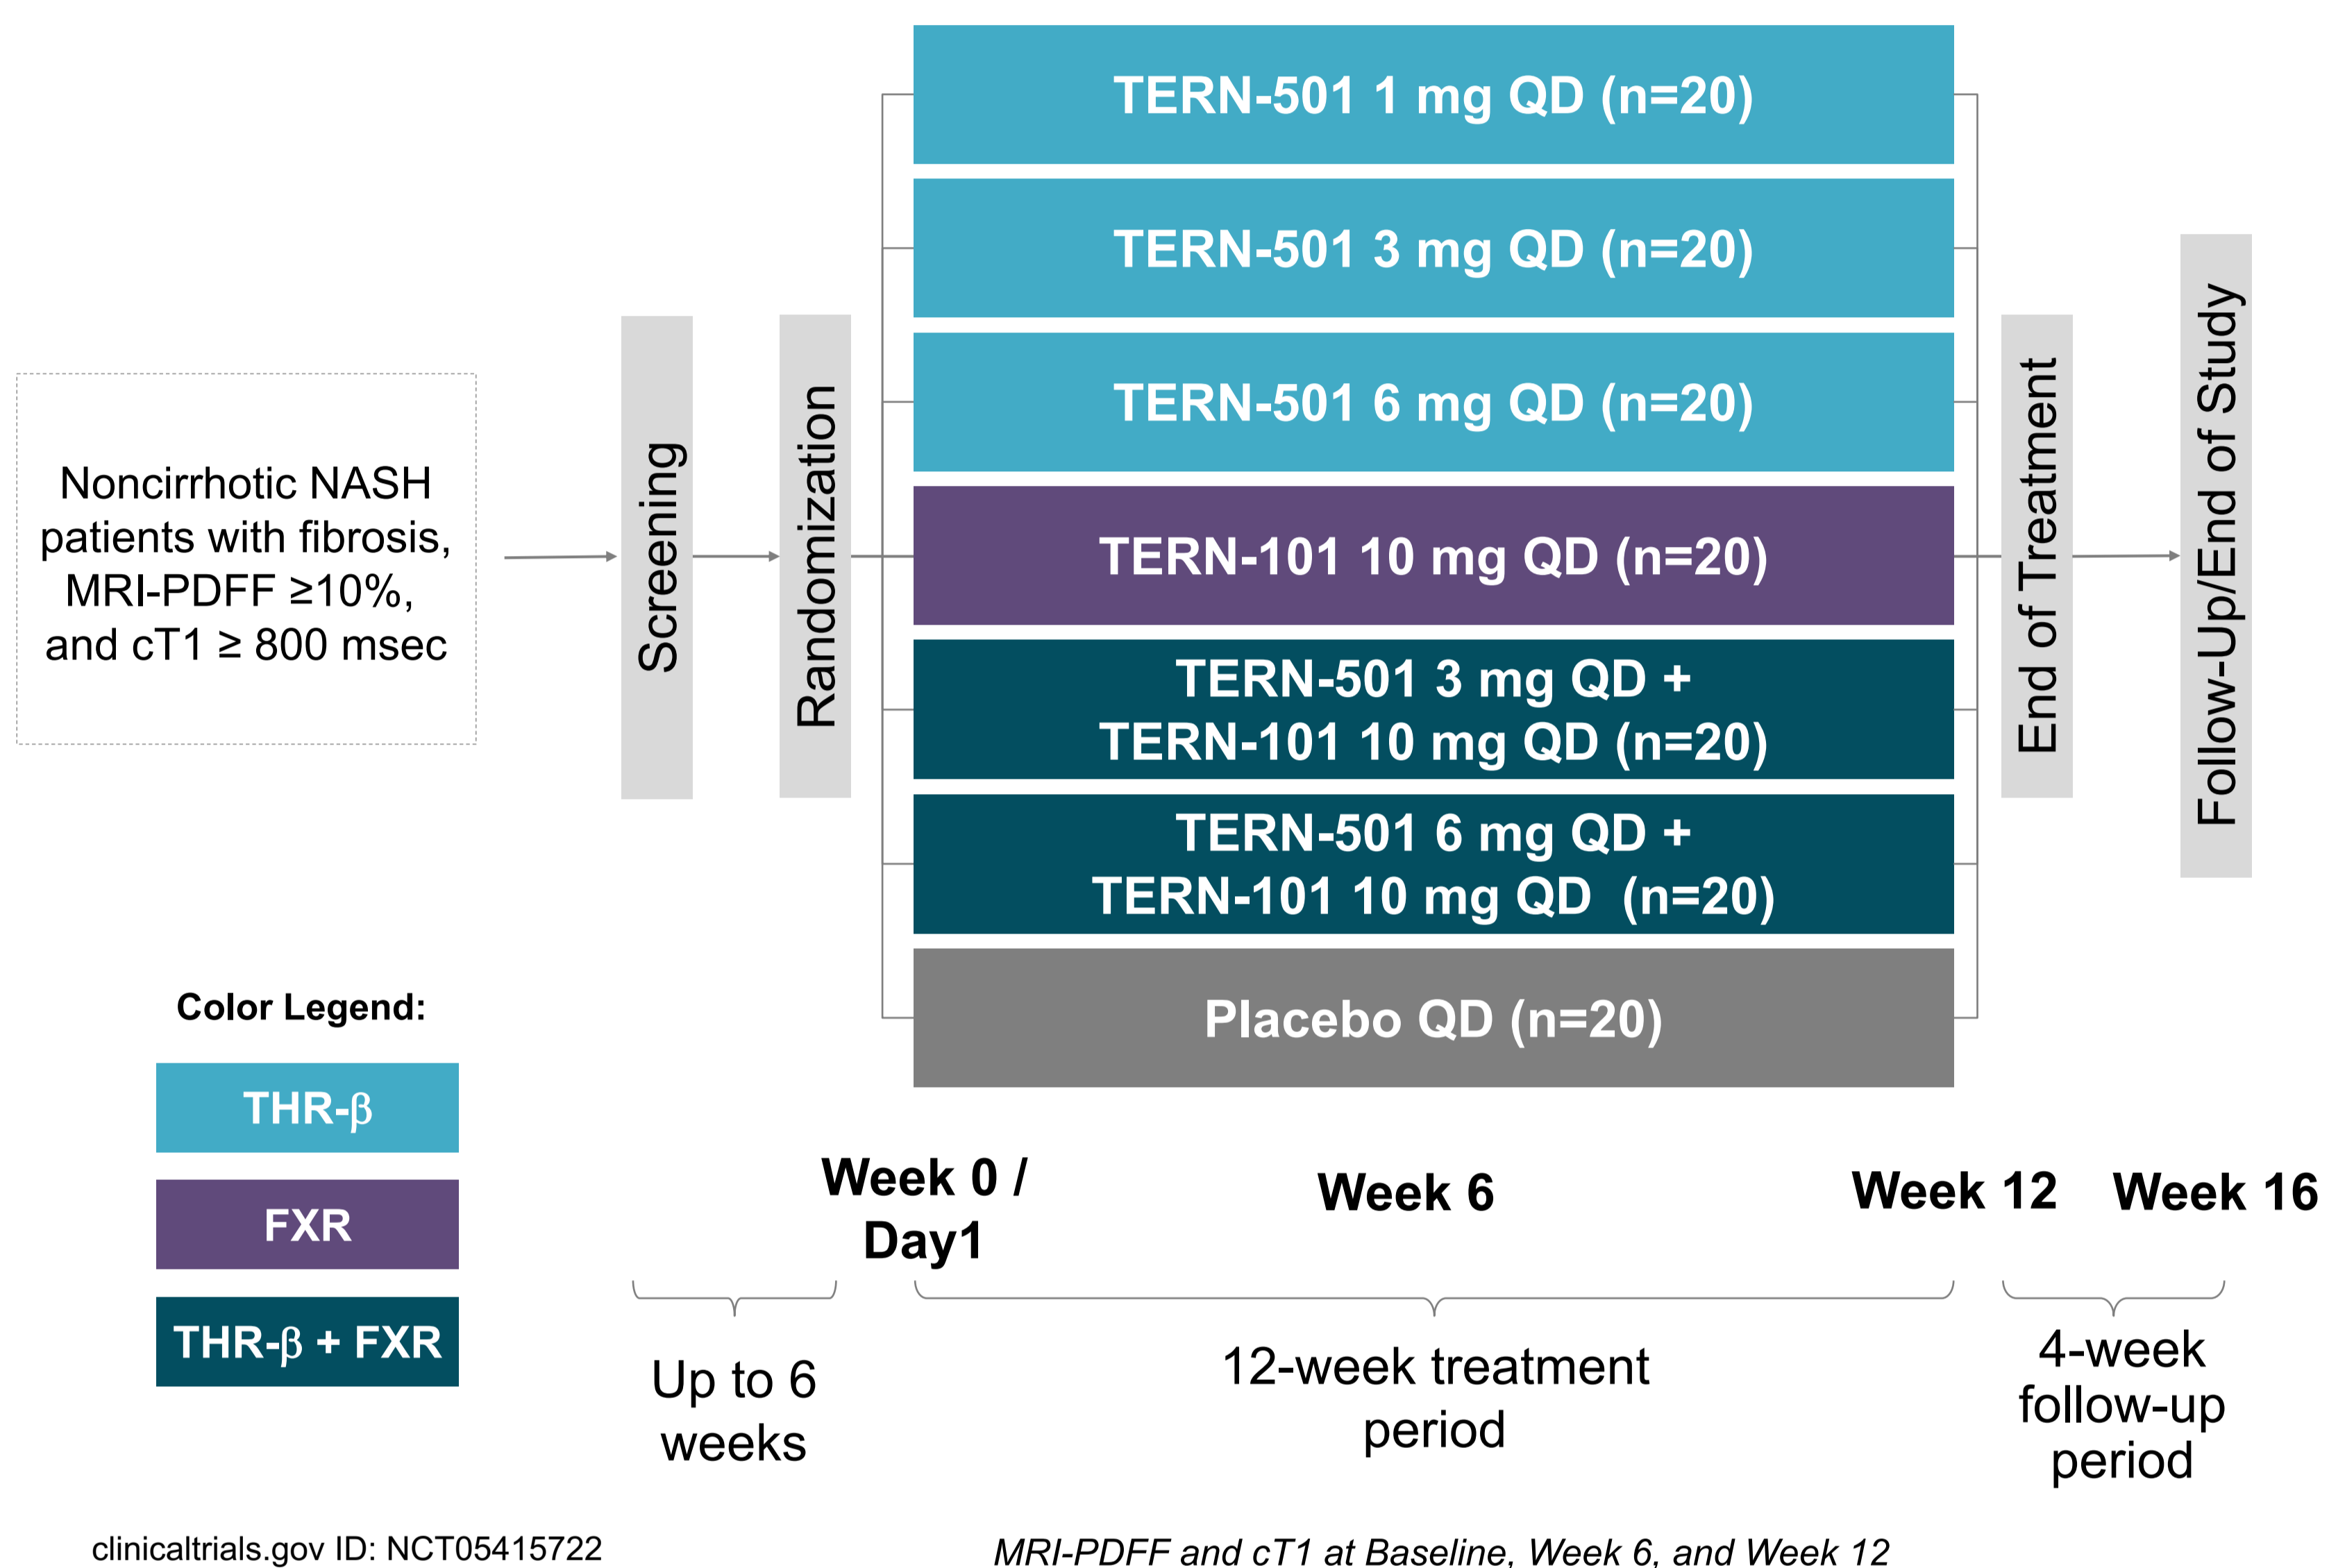 Noncirrhotic NASH
patients with fibrosis,
MRI-PDFF ≥10%,
and cT1 ≥ 800 msec
Screening
Randomization
TERN-501 1 mg QD (n=20)
TERN-501 3 mg QD (n=20)
TERN-501 6 mg QD (n=20)
TERN-101 10 mg QD (n=20)
TERN-501 3 mg QD +
TERN-101 10 mg QD (n=20)
TERN-501 6 mg QD +
TERN-101 10 mg QD (n=20)
Placebo QD (n=20)
End of Treatment
Follow-Up/End of Study
Color Legend:
THR-β
FXR
THR-β + FXR
Week 0 /
Day1
Week 6
Week 12
Week 16
Up to 6
weeks
12-week treatment
period
4-week
follow-up
period
clinicaltrials.gov ID: NCT05415722
MRI-PDFF and cT1 at Baseline, Week 6, and Week 12